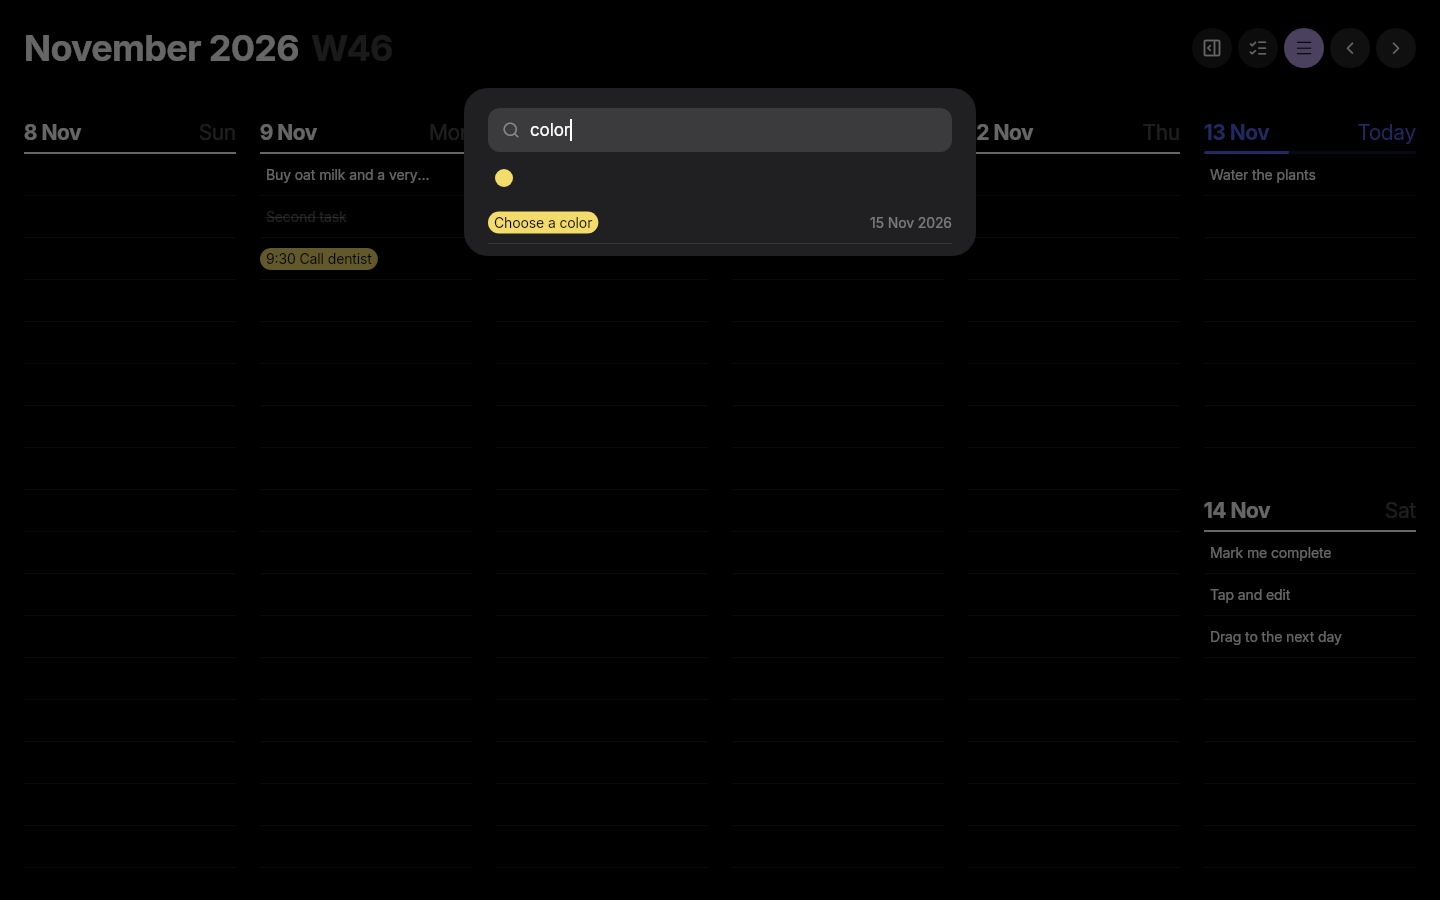 November 2026 W46
color
Choose a color 15 Nov 2026
8 Nov Sun
9 Nov Mon
Buy oat milk and a very...
Second task
9:30 Call dentist
2 Nov Thu
13 Nov Today
Water the plants
14 Nov Sat
Mark me complete
Tap and edit
Drag to the next day